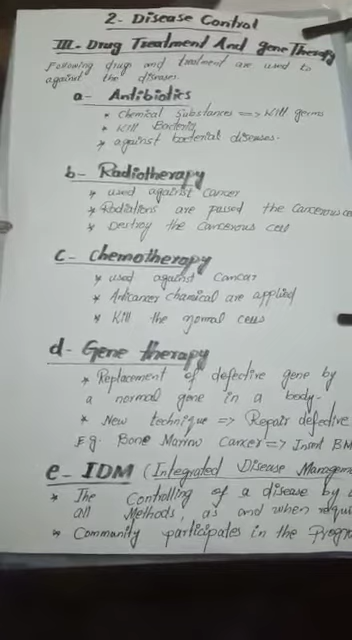 2- Disease Control
III- Drug Treatment And gene Therapy
Following drugs and treatment are used to
against the diseases.
a- Antibiotics
* Chemical Substances => Kill germs
* Kill Bacteria
* against bacterial diseases.
b- Radiotherapy
* used against Cancer
* Radiations are passed the Cancerous ce
* Destroy the Cancerous cell
c- Chemotherapy
* used against Cancer
* Anticancer chemical are applied
* Kill the normal cells
d- Gene therapy
* Replacement of defective gene by
a normal gene in a body.
* New technique => Repair defective
E.g. Bone Marrow Cancer => Insert BM
e- IDM (Integrated Disease Manageme
* The Controlling of a disease by
all Methods, as and when requi
* Community participates in the Progr